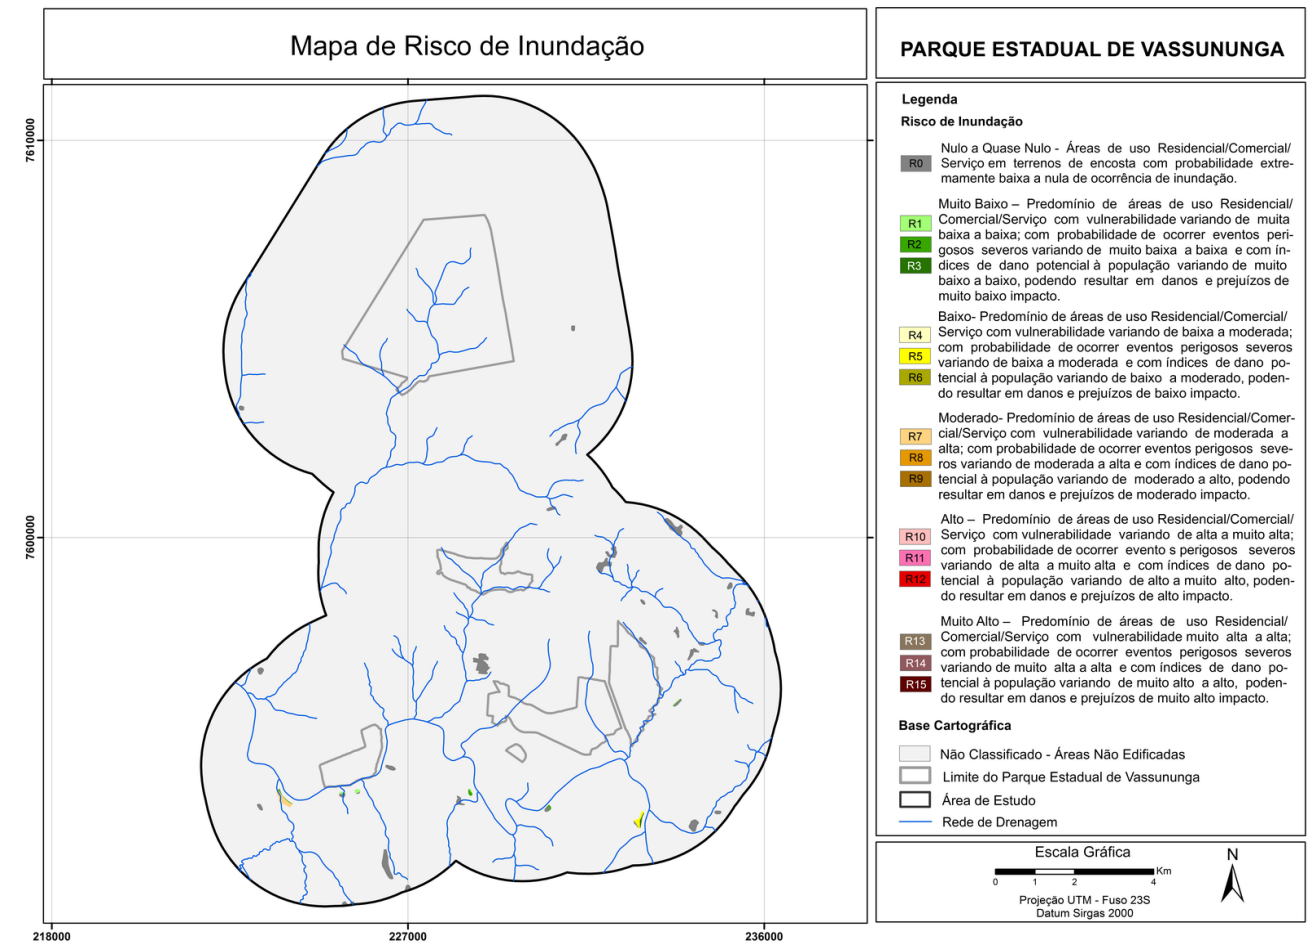 Mapa de Risco de Inundação
PARQUE ESTADUAL DE VASSUNUNGA
7610000
7600000
218000
227000
236000
Legenda
Risco de Inundação
R0
Nulo a Quase Nulo - Áreas de uso Residencial/Comercial/
Serviço em terrenos de encosta com probabilidade extre-
mamente baixa a nula de ocorrência de inundação.
R1
R2
R3
Muito Baixo – Predomínio de áreas de uso Residencial/
Comercial/Serviço com vulnerabilidade variando de muita
baixa a baixa; com probabilidade de ocorrer eventos peri-
gosos severos variando de muito baixa a baixa e com ín-
dices de dano potencial à população variando de muito
baixo a baixo, podendo resultar em danos e prejuízos de
muito baixo impacto.
R4
R5
R6
Baixo- Predomínio de áreas de uso Residencial/Comercial/
Serviço com vulnerabilidade variando de baixa a moderada;
com probabilidade de ocorrer eventos perigosos severos
variando de baixa a moderada e com índices de dano po-
tencial à população variando de baixo a moderado, poden-
do resultar em danos e prejuízos de baixo impacto.
R7
R8
R9
Moderado- Predomínio de áreas de uso Residencial/Comer-
cial/Serviço com vulnerabilidade variando de moderada a
alta; com probabilidade de ocorrer eventos perigosos seve-
ros variando de moderada a alta e com índices de dano po-
tencial à população variando de moderado a alto, podendo
resultar em danos e prejuízos de moderado impacto.
R10
R11
R12
Alto – Predomínio de áreas de uso Residencial/Comercial/
Serviço com vulnerabilidade variando de alta a muito alta;
com probabilidade de ocorrer evento s perigosos severos
variando de alta a muito alta e com índices de dano po-
tencial à população variando de alto a muito alto, poden-
do resultar em danos e prejuízos de alto impacto.
R13
R14
R15
Muito Alto – Predomínio de áreas de uso Residencial/
Comercial/Serviço com vulnerabilidade muito alta a alta;
com probabilidade de ocorrer eventos perigosos severos
variando de muito alta a alta e com índices de dano po-
tencial à população variando de muito alto a alto, poden-
do resultar em danos e prejuízos de muito alto impacto.
Base Cartográfica
Não Classificado - Áreas Não Edificadas
Limite do Parque Estadual de Vassununga
Área de Estudo
Rede de Drenagem
Escala Gráfica
Km
0 1 2 4
N
Projeção UTM - Fuso 23S
Datum Sirgas 2000